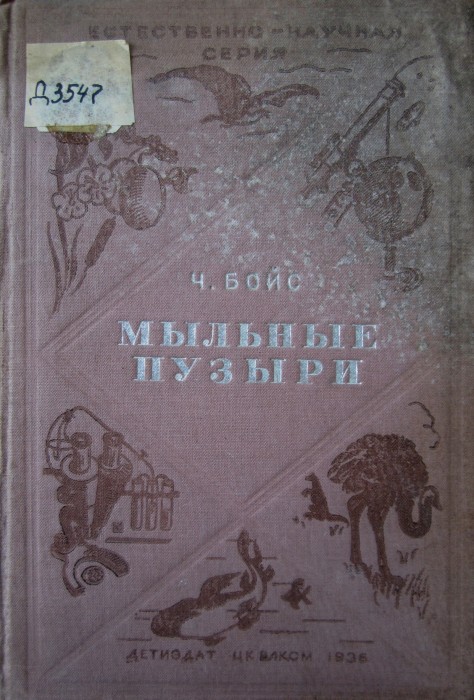 ЕСТЕСТВЕННО-НАУЧНАЯ
СЕРИЯ
Д3547
Ч. БОЙС
МЫЛЬНЫЕ
ПУЗЫРИ
ДЕТИЗДАТ ЦК ВЛКСМ 1936